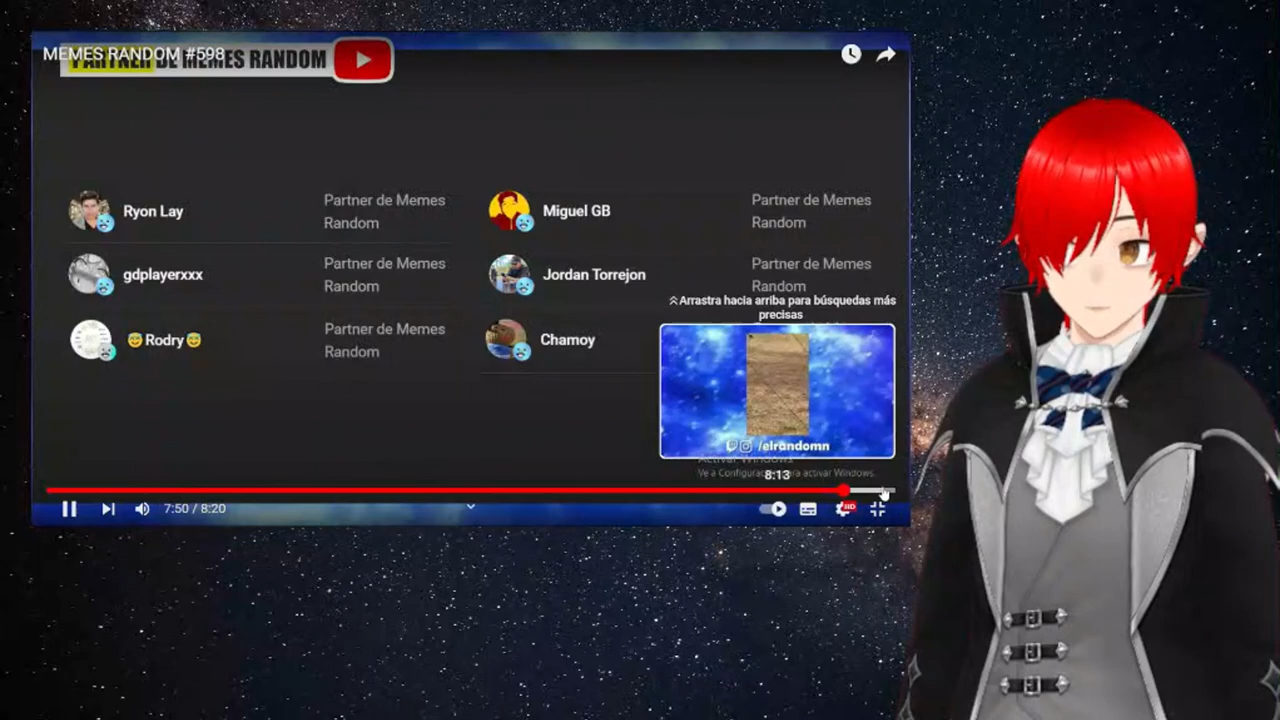 MEMES RANDOM #598
PARTNER DE MEMES RANDOM
Ryon Lay
Partner de Memes
Random
Miguel GB
Partner de Memes
Random
gdplayerxxx
Partner de Memes
Random
Jordan Torrejon
Partner de Memes
Random
Arrastra hacia arriba para búsquedas más
precisas
Rodry
Partner de Memes
Random
Chamoy
/elrandomn
Activar Windows
Ve a Configura para activar Windows.
8:13
7:50 / 8:20
HD